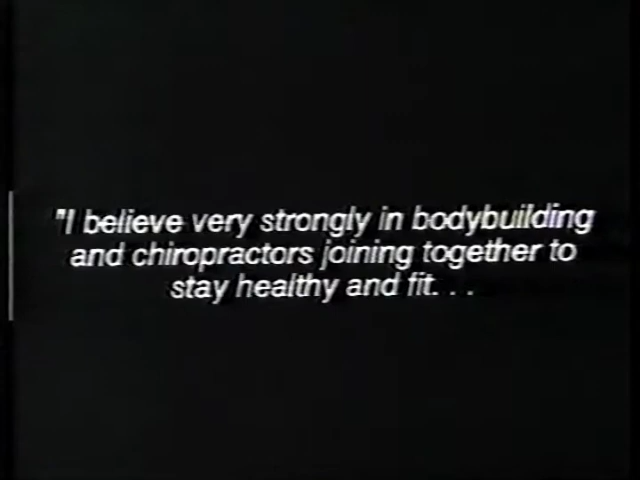 "I believe very strongly in bodybuilding
and chiropractors joining together to
stay healthy and fit. . .